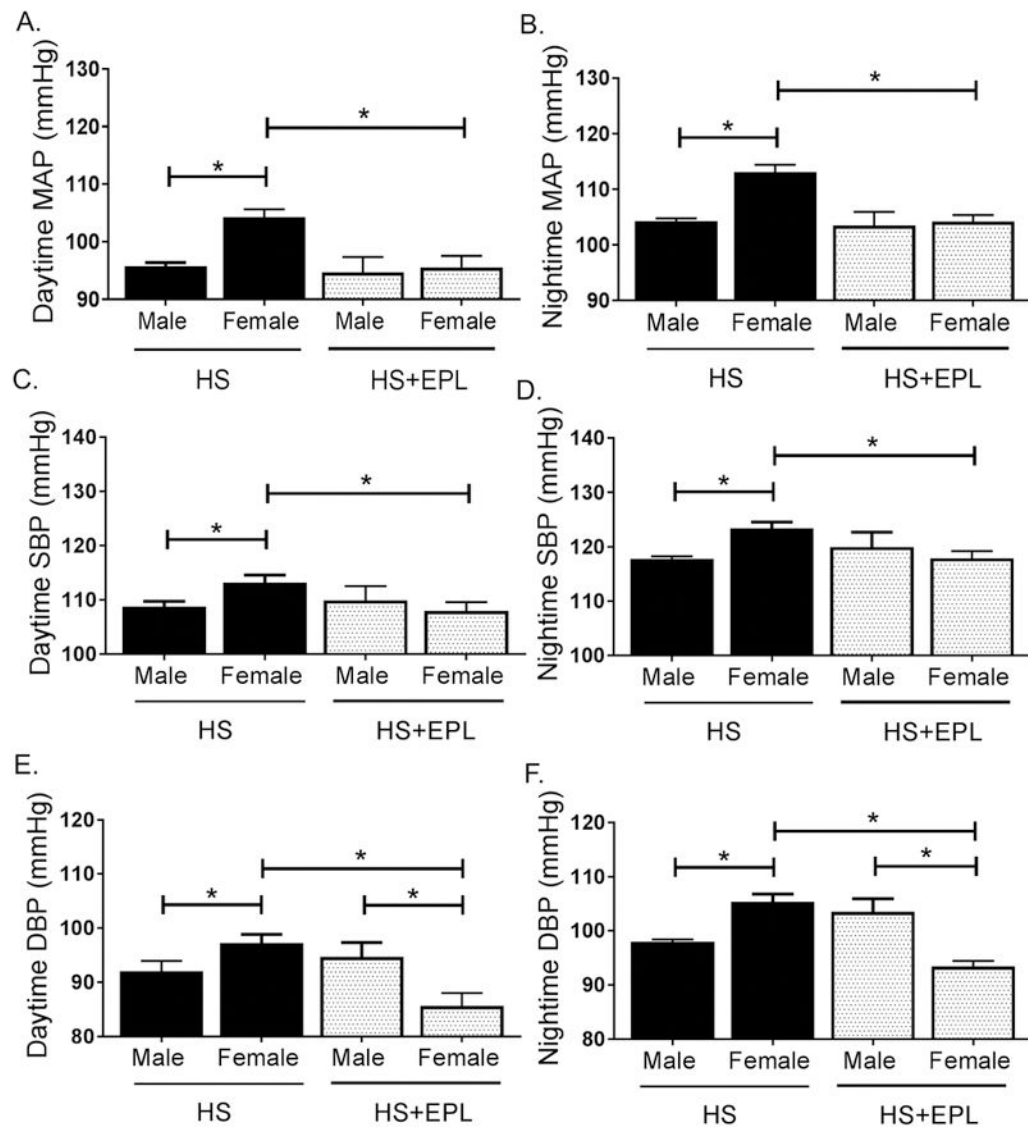 A.
Daytime MAP (mmHg)
130
120
110
100
90
*
*
Male Female Male Female
HS HS+EPL
B.
Nightime MAP (mmHg)
130
120
110
100
90
*
*
Male Female Male Female
HS HS+EPL
C.
Daytime SBP (mmHg)
140
130
120
110
100
*
*
Male Female Male Female
HS HS+EPL
D.
Nightime SBP (mmHg)
140
130
120
110
100
*
*
Male Female Male Female
HS HS+EPL
E.
Daytime DBP (mmHg)
120
110
100
90
80
*
*
*
Male Female Male Female
HS HS+EPL
F.
Nightime DBP (mmHg)
120
110
100
90
80
*
*
*
Male Female Male Female
HS HS+EPL